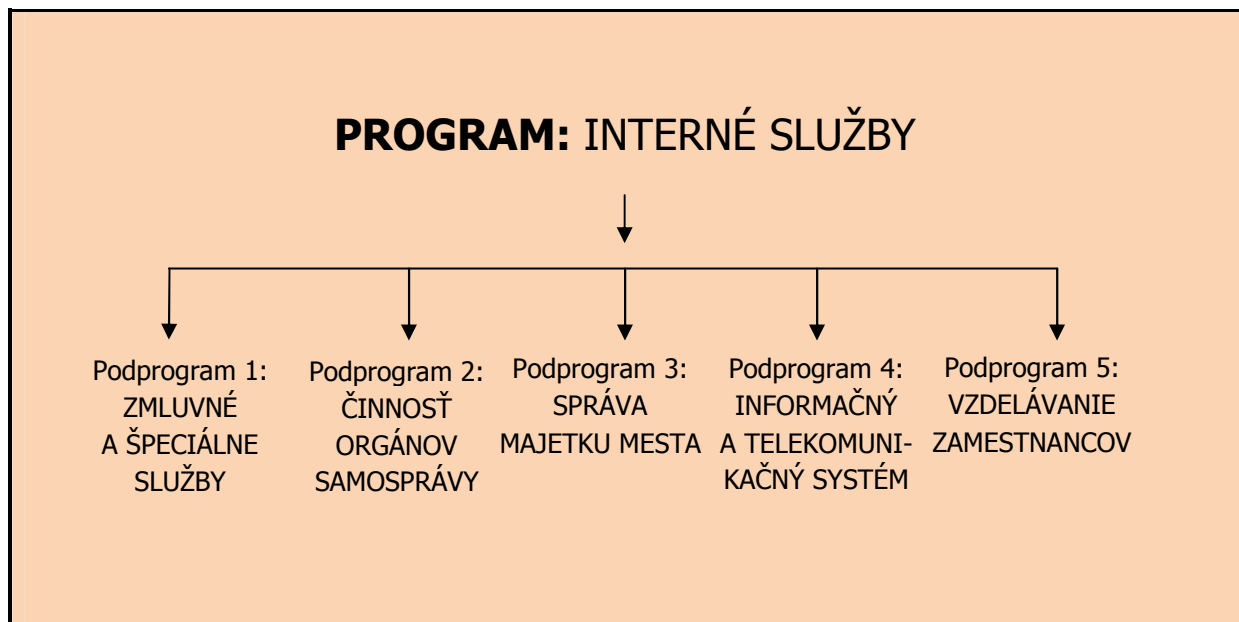 PROGRAM: INTERNÉ SLUŽBY
Podprogram 1:
ZMLUVNÉ
A ŠPECIÁLNE
SLUŽBY
Podprogram 2:
ČINNOSŤ
ORGÁNOV
SAMOSPRÁVY
Podprogram 3:
SPRÁVA
MAJETKU MESTA
Podprogram 4:
INFORMAČNÝ
A TELEKOMUNI-
KAČNÝ SYSTÉM
Podprogram 5:
VZDELÁVANIE
ZAMESTNANCOV